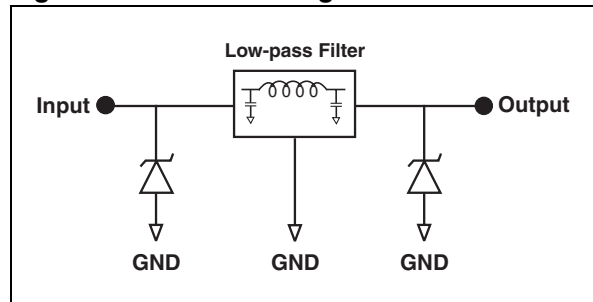 Low-pass Filter
Input
Output
GND
GND
GND